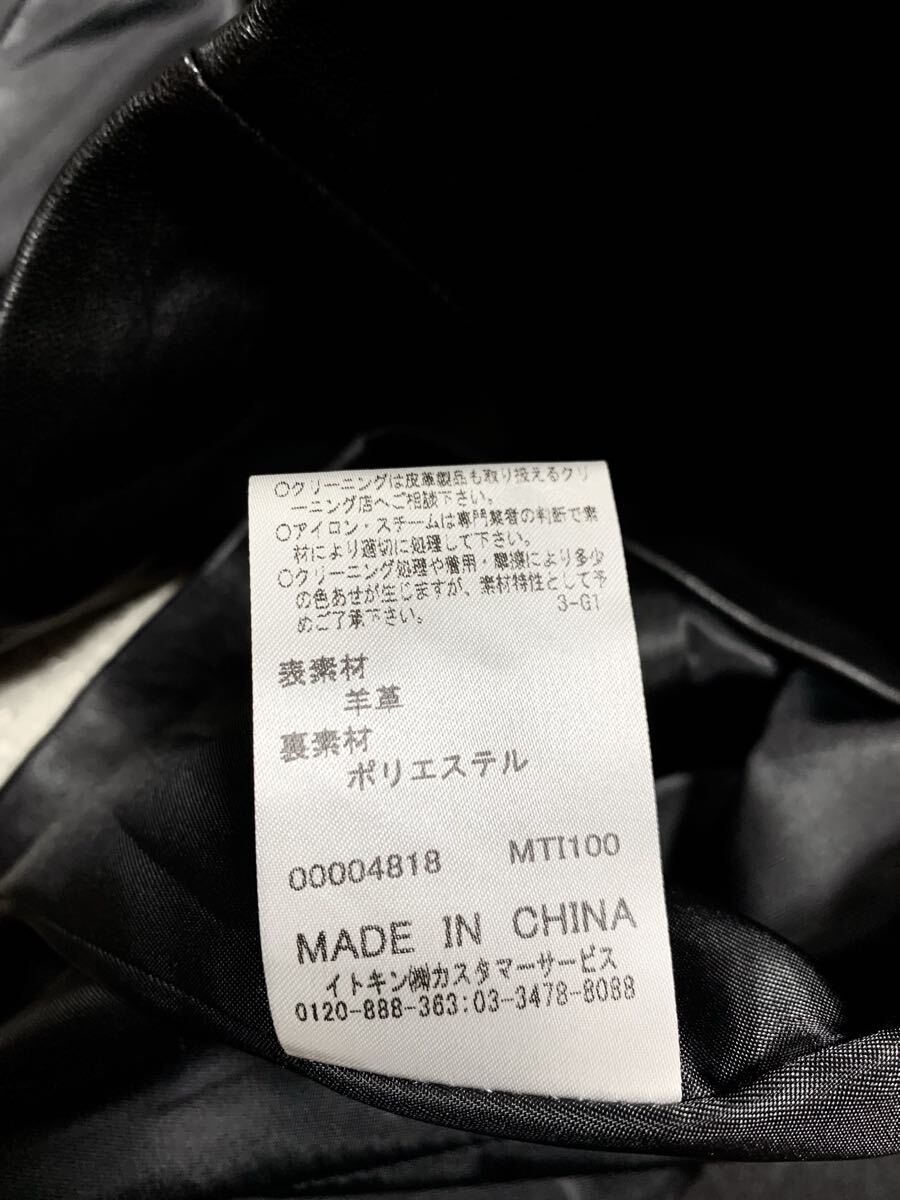 ○クリーニングは皮革製品も取り扱えるクリ
ーニング店へご相談下さい。
○アイロン・スチームは専門業者の判断で素
材により適切に処理して下さい。
○クリーニング処理や着用・摩擦により多少
の色あせが生じますが、素材特性として予
めご了承下さい。 3-G1
表素材
羊革
裏素材
ポリエステル
00004818 MTI100
MADE IN CHINA
イトキン㈱カスタマーサービス
0120-888-363:03-3478-8088